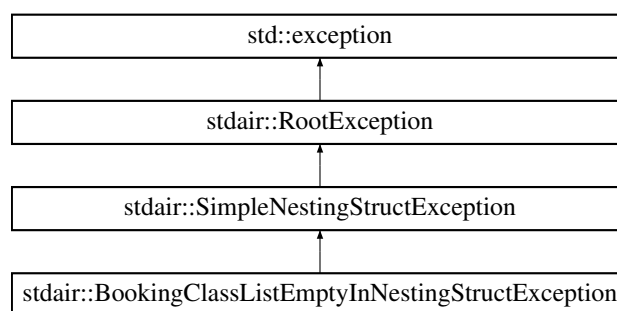 std::exception
stdair::RootException
stdair::SimpleNestingStructException
stdair::BookingClassListEmptyInNestingStructException